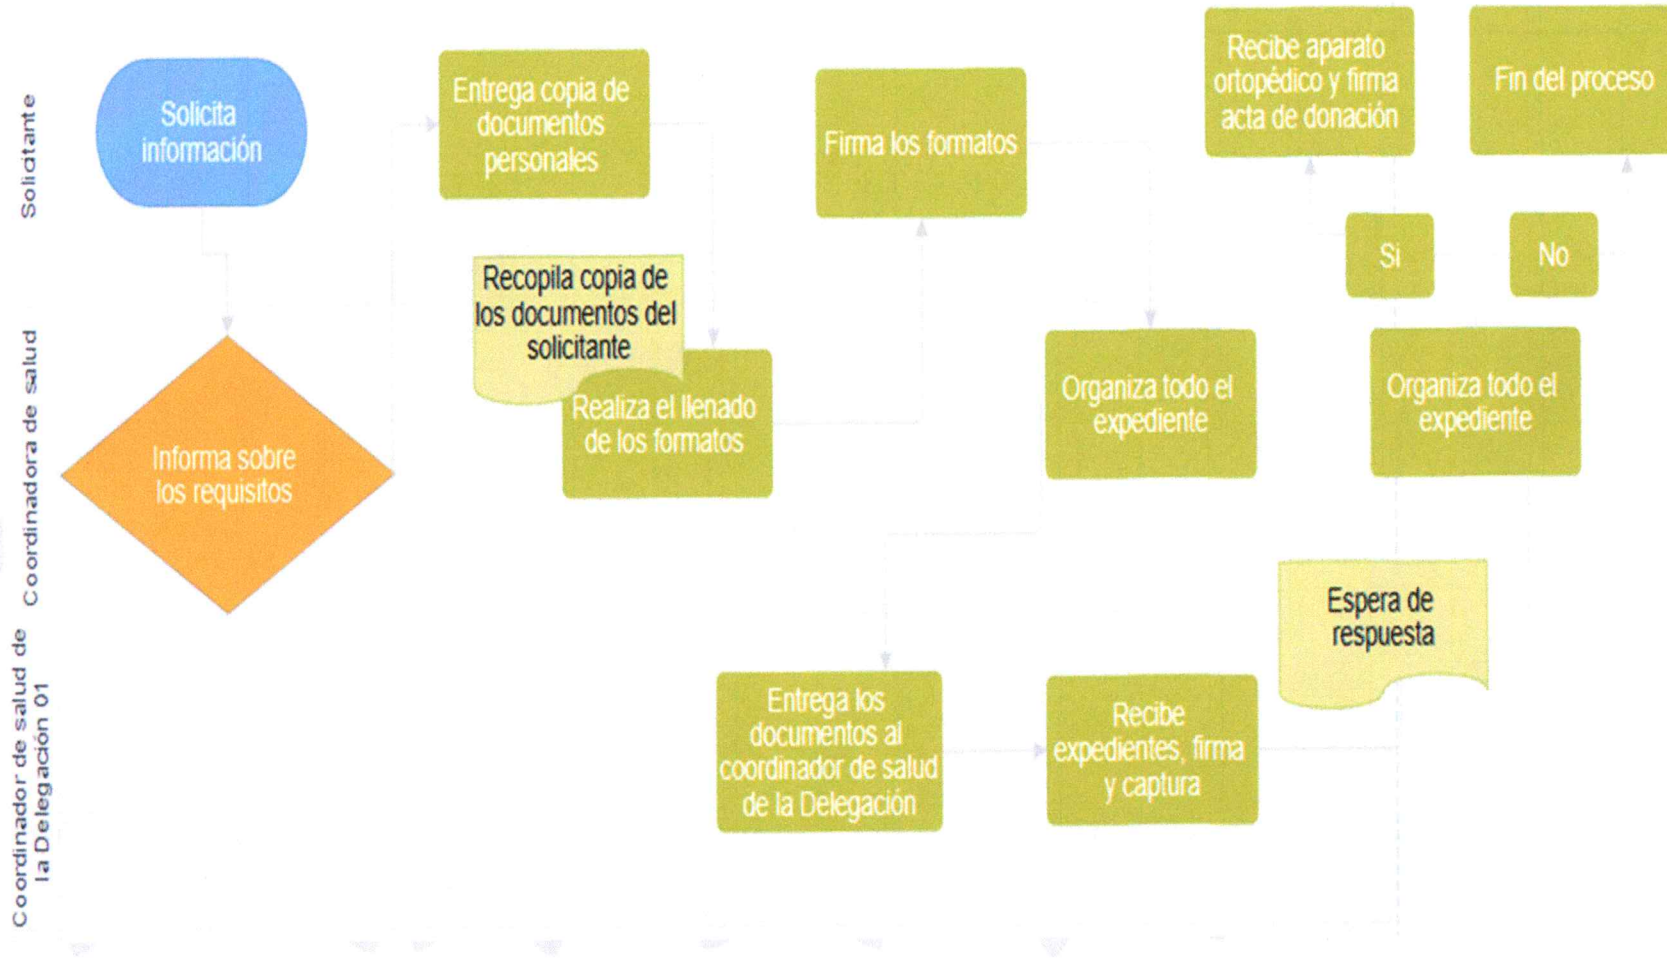 Solicitante
Solicita
información
Entrega copia de
documentos
personales
Firma los formatos
Recibe aparato
ortopédico y firma
acta de donación
Fin del proceso
Si
No
Coordinadora de salud
Informa sobre
los requisitos
Recopila copia de
los documentos del
solicitante
Realiza el llenado
de los formatos
Organiza todo el
expediente
Organiza todo el
expediente
Coordinador de salud de
la Delegación 01
Entrega los
documentos al
coordinador de salud
de la Delegación
Recibe
expedientes, firma
y captura
Espera de
respuesta